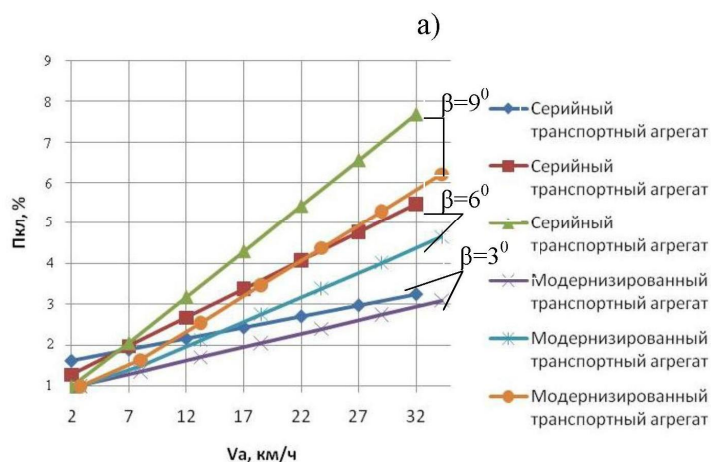 а)
9
8
7
6
5
4
3
2
1
Пкл, %
2 7 12 17 22 27 32
Va, км/ч
β=9⁰
β=6⁰
β=3⁰
Серийный
транспортный агрегат
Серийный
транспортный агрегат
Серийный
транспортный агрегат
Модернизированный
транспортный агрегат
Модернизированный
транспортный агрегат
Модернизированный
транспортный агрегат